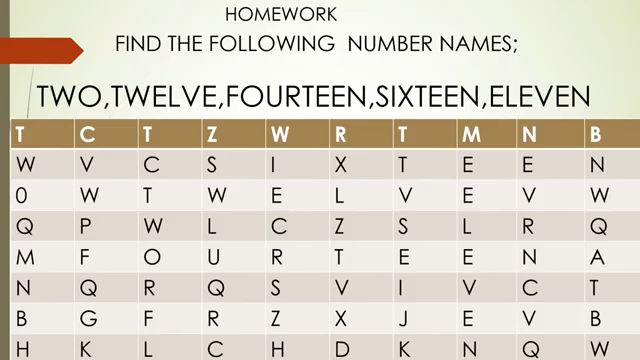 HOMEWORK
FIND THE FOLLOWING NUMBER NAMES;
TWO,TWELVE,FOURTEEN,SIXTEEN,ELEVEN
T C T Z W R T M N B
W V C S I X T E E N
0 W T W E L V E V W
Q P W L C Z S L R Q
M F O U R T E E N A
N Q R Q S V I V C T
B G F R Z X J E V B
H K L C H D K N Q W